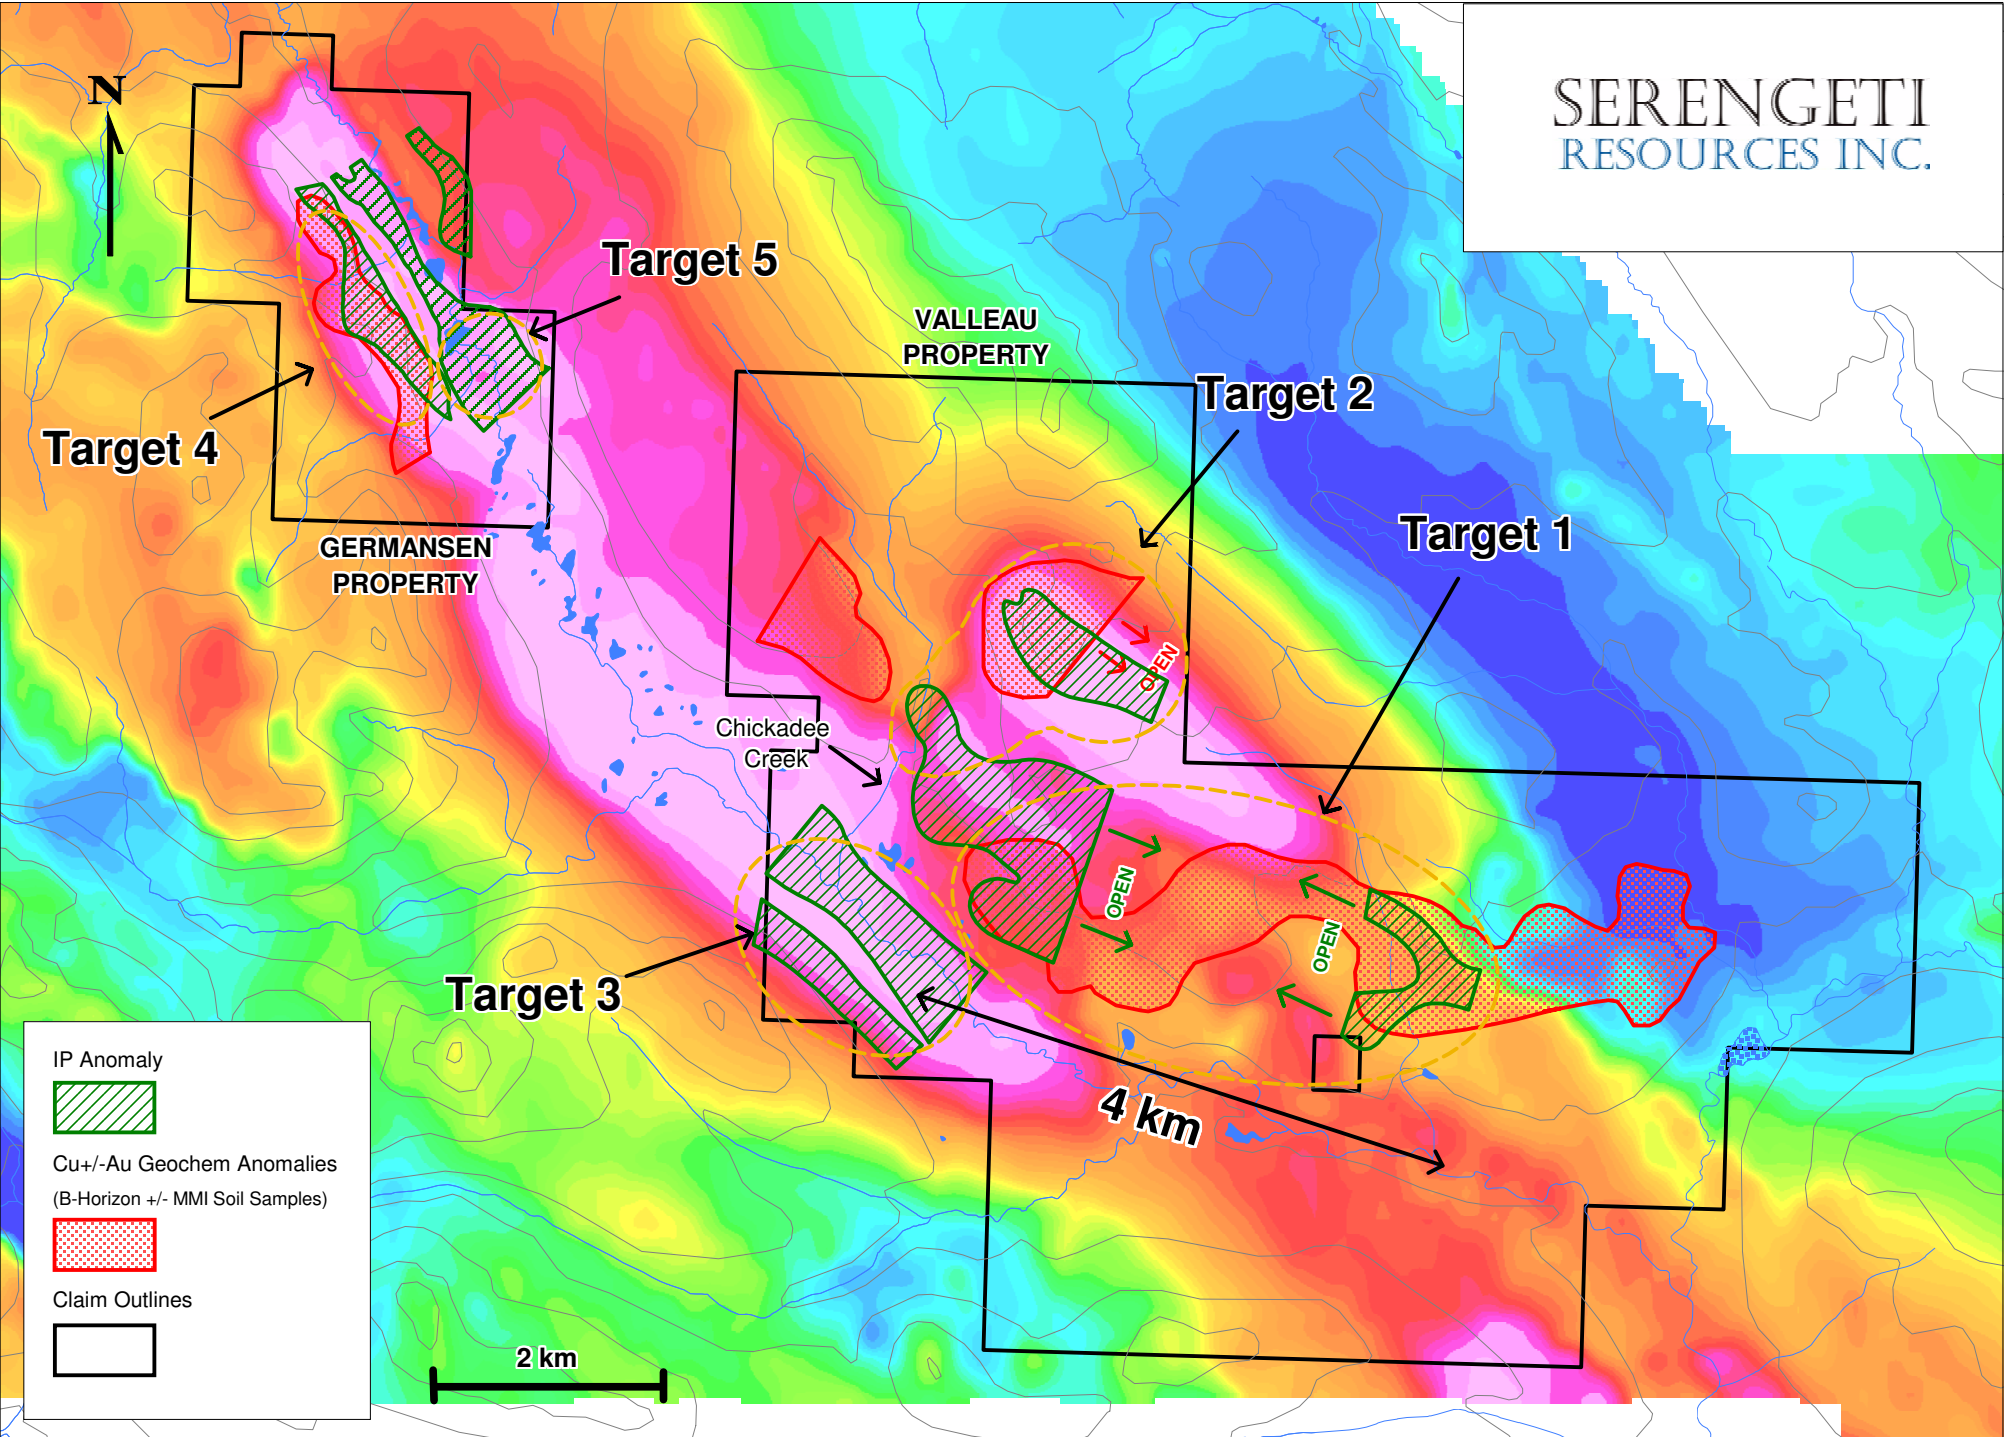 N
SERENGETI
RESOURCES INC.
Target 5
VALLEAU
PROPERTY
Target 2
Target 4
Target 1
GERMANSEN
PROPERTY
OPEN
Chickadee
Creek
OPEN
OPEN
Target 3
4 km
IP Anomaly
Cu+/-Au Geochem Anomalies
(B-Horizon +/- MMI Soil Samples)
Claim Outlines
2 km